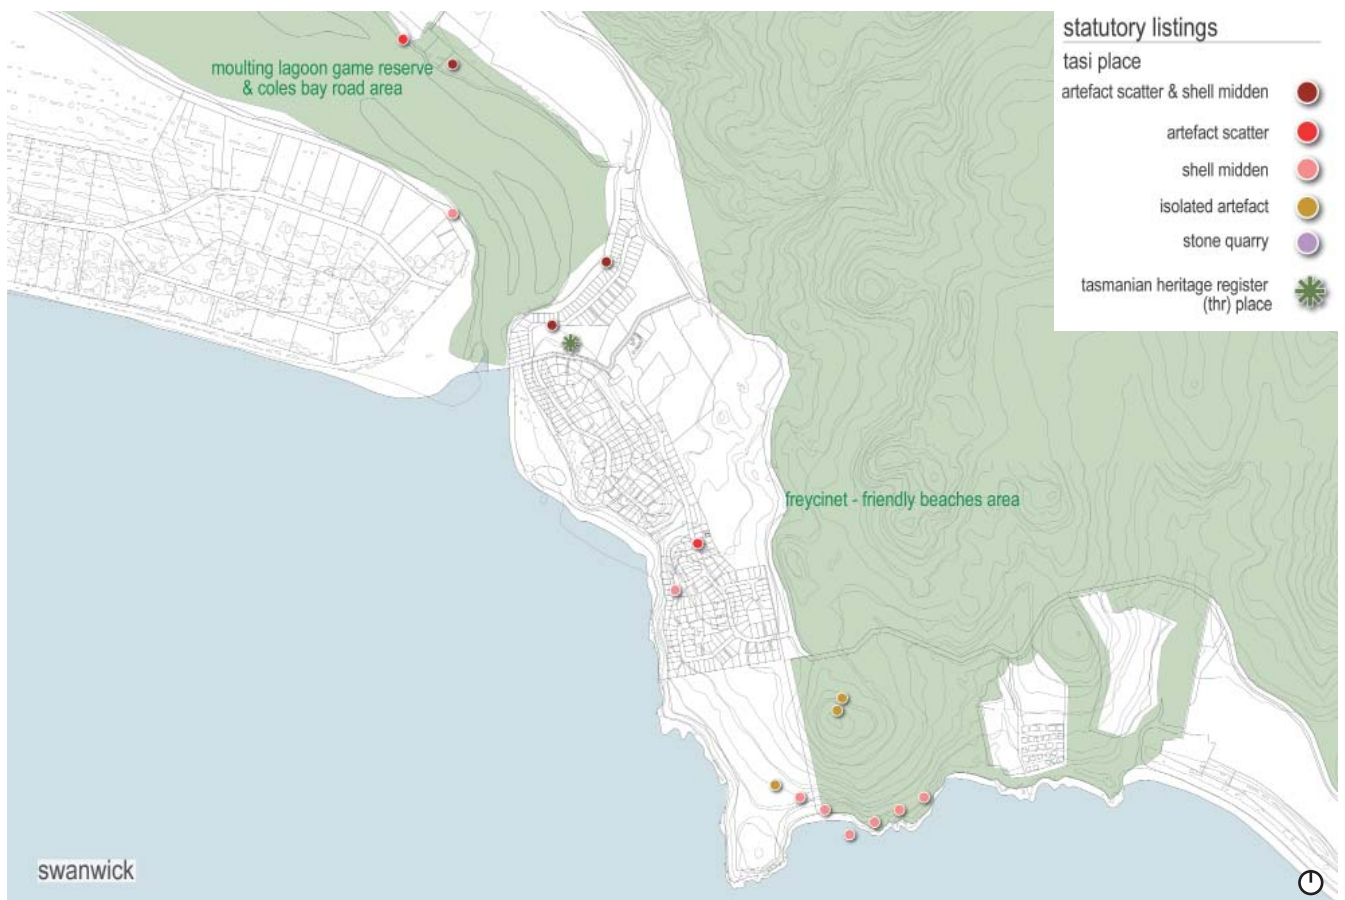 statutory listings
tasi place
artefact scatter & shell midden
artefact scatter
shell midden
isolated artefact
stone quarry
tasmanian heritage register
(thr) place
moulting lagoon game reserve
& coles bay road area
freycinet - friendly beaches area
swanwick